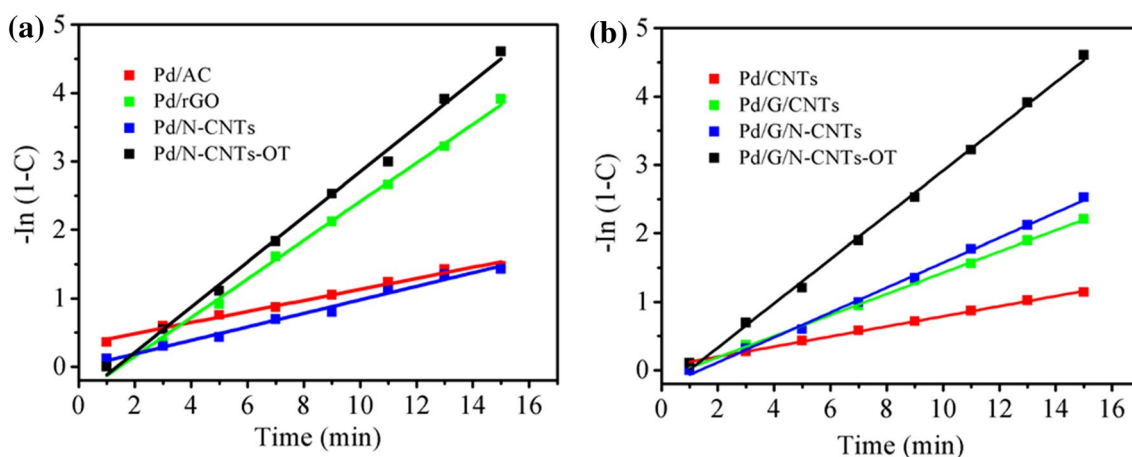 (a)
-In (1-C)
5
4
3
2
1
0
Pd/AC
Pd/rGO
Pd/N-CNTs
Pd/N-CNTs-OT
0 2 4 6 8 10 12 14 16
Time (min)
(b)
-In (1-C)
5
4
3
2
1
0
Pd/CNTs
Pd/G/CNTs
Pd/G/N-CNTs
Pd/G/N-CNTs-OT
0 2 4 6 8 10 12 14 16
Time (min)